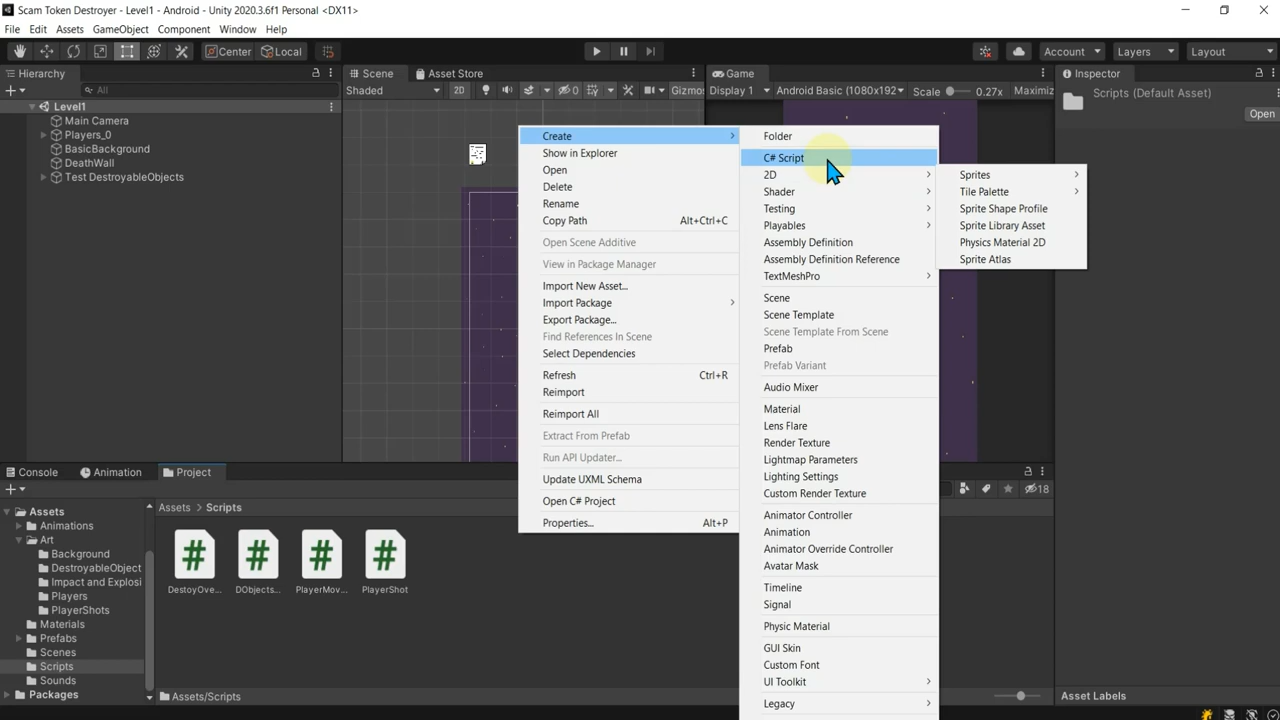 Scam Token Destroyer - Level1 - Android - Unity 2020.3.6f1 Personal <DX11>
File Edit Assets GameObject Component Window Help
Center Local Account Layers Layout
Hierarchy Scene Asset Store Game Inspector
All Shaded 2D 0 Gizmos Display 1 Android Basic (1080x192 Scale 0.27x Maximiz Scripts (Default Asset)
Open
Level1
Main Camera
Players_0
BasicBackground
DeathWall
Test DestroyableObjects
Create
Show in Explorer
Open
Delete
Rename
Copy Path Alt+Ctrl+C
Open Scene Additive
View in Package Manager
Import New Asset...
Import Package
Export Package...
Find References In Scene
Select Dependencies
Refresh Ctrl+R
Reimport
Reimport All
Extract From Prefab
Run API Updater...
Update UXML Schema
Open C# Project
Properties... Alt+P
Folder
C# Script
2D
Shader
Testing
Playables
Assembly Definition
Assembly Definition Reference
TextMeshPro
Scene
Scene Template
Scene Template From Scene
Prefab
Prefab Variant
Audio Mixer
Material
Lens Flare
Render Texture
Lightmap Parameters
Lighting Settings
Custom Render Texture
Animator Controller
Animation
Animator Override Controller
Avatar Mask
Timeline
Signal
Physic Material
GUI Skin
Custom Font
UI Toolkit
Legacy
Sprites
Tile Palette
Sprite Shape Profile
Sprite Library Asset
Physics Material 2D
Sprite Atlas
Console Animation Project
18
Assets
Animations
Art
Background
DestroyableObject
Impact and Explosi
Players
PlayerShots
Materials
Prefabs
Scenes
Scripts
Sounds
Packages
Assets > Scripts
# # # #
DestoyOve... DObjects... PlayerMov... PlayerShot
Assets/Scripts
Asset Labels